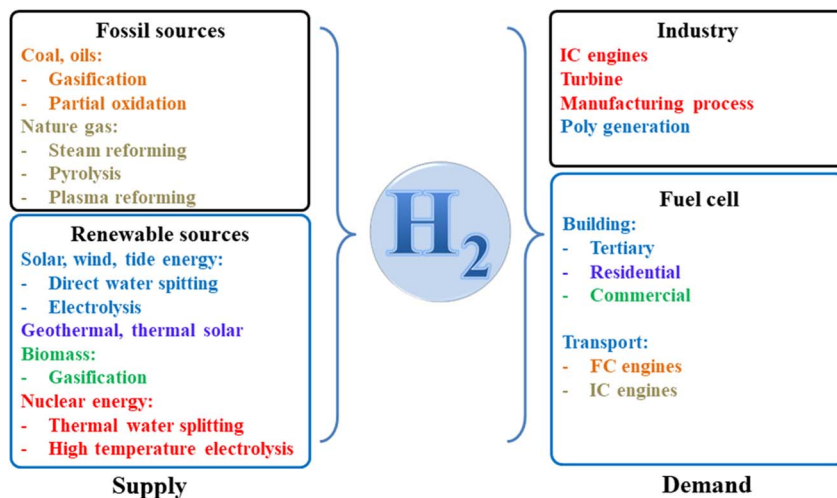 Fossil sources
Coal, oils:
- Gasification
- Partial oxidation
Nature gas:
- Steam reforming
- Pyrolysis
- Plasma reforming
Renewable sources
Solar, wind, tide energy:
- Direct water spitting
- Electrolysis
Geothermal, thermal solar
Biomass:
- Gasification
Nuclear energy:
- Thermal water splitting
- High temperature electrolysis
Supply
H2
Industry
IC engines
Turbine
Manufacturing process
Poly generation
Fuel cell
Building:
- Tertiary
- Residential
- Commercial
Transport:
- FC engines
- IC engines
Demand